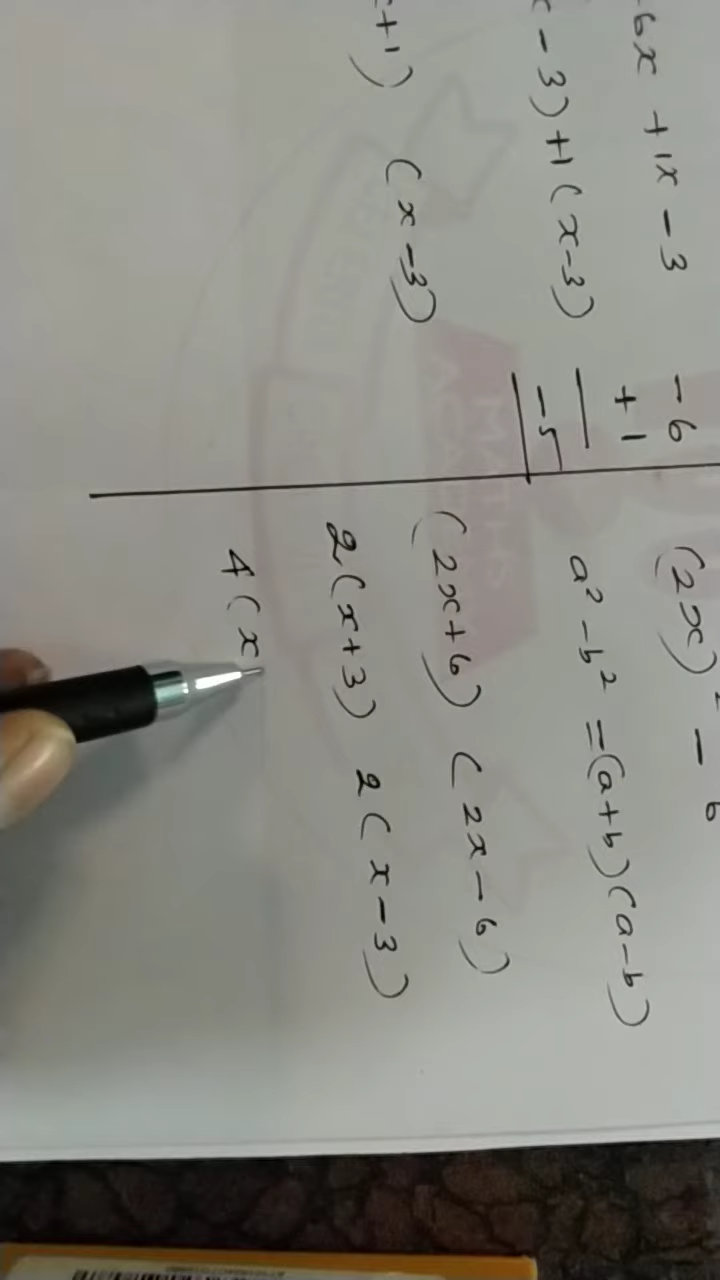 6x + 1x - 3
- 3) + 1 (x - 3)
+ 1) (x - 3)
- 6
+ 1
- 5
(2x)² - 6
a² - b² = (a + b) (a - b)
(2x + 6) (2x - 6)
2 (x + 3) 2 (x - 3)
4 (x
MATHS